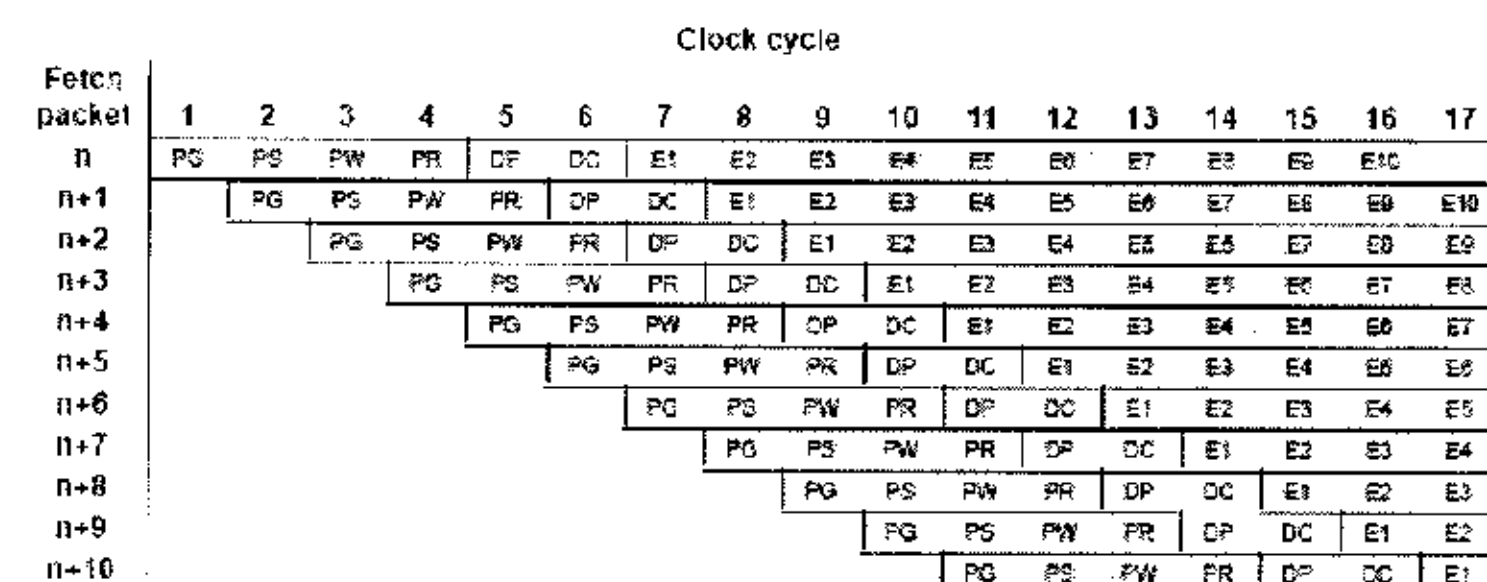 Clock cycle
Fetch
packet 1 2 3 4 5 6 7 8 9 10 11 12 13 14 15 16 17
n PG PS PW PR DP DC E1 E2 E3 E4 E5 E6 E7 E8 E9 E10
n+1 PG PS PW PR DP DC E1 E2 E3 E4 E5 E6 E7 E8 E9 E10
n+2 PG PS PW PR DP DC E1 E2 E3 E4 E5 E6 E7 E8 E9
n+3 PG PS PW PR DP DC E1 E2 E3 E4 E5 E6 E7 E8
n+4 PG PS PW PR DP DC E1 E2 E3 E4 E5 E6 E7
n+5 PG PS PW PR DP DC E1 E2 E3 E4 E5 E6
n+6 PG PS PW PR DP DC E1 E2 E3 E4 E5
n+7 PG PS PW PR DP DC E1 E2 E3 E4
n+8 PG PS PW PR DP DC E1 E2 E3
n+9 PG PS PW PR DP DC E1 E2
n+10 PG PS PW PR DP DC E1